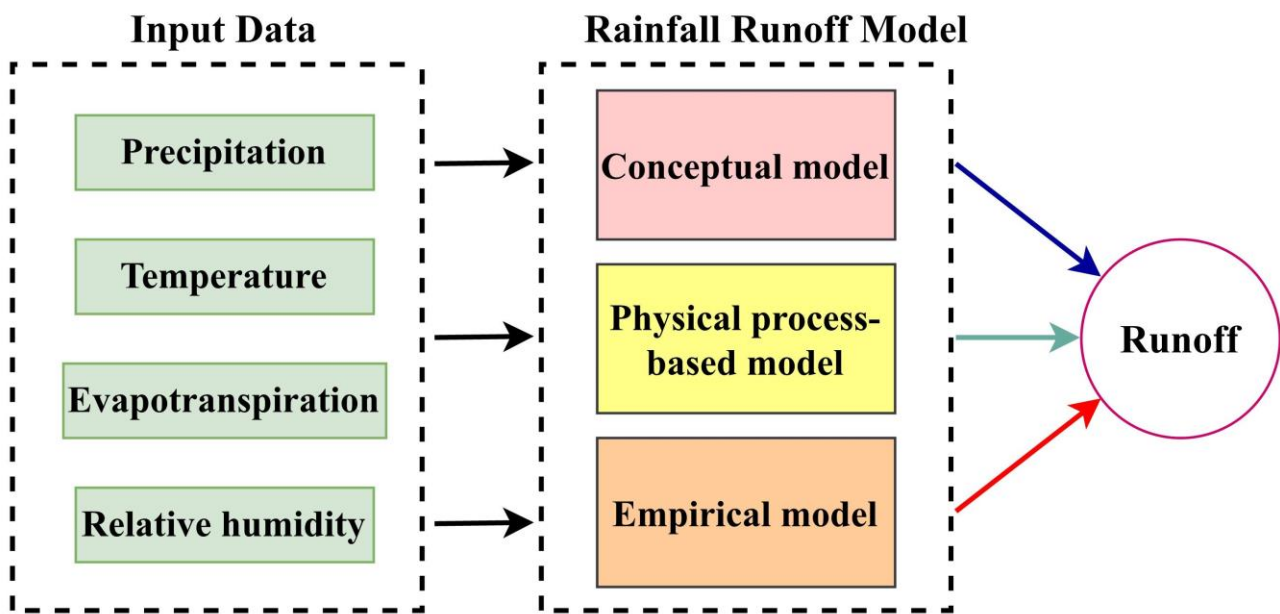 Input Data
Precipitation
Temperature
Evapotranspiration
Relative humidity
Rainfall Runoff Model
Conceptual model
Physical process-
based model
Empirical model
Runoff